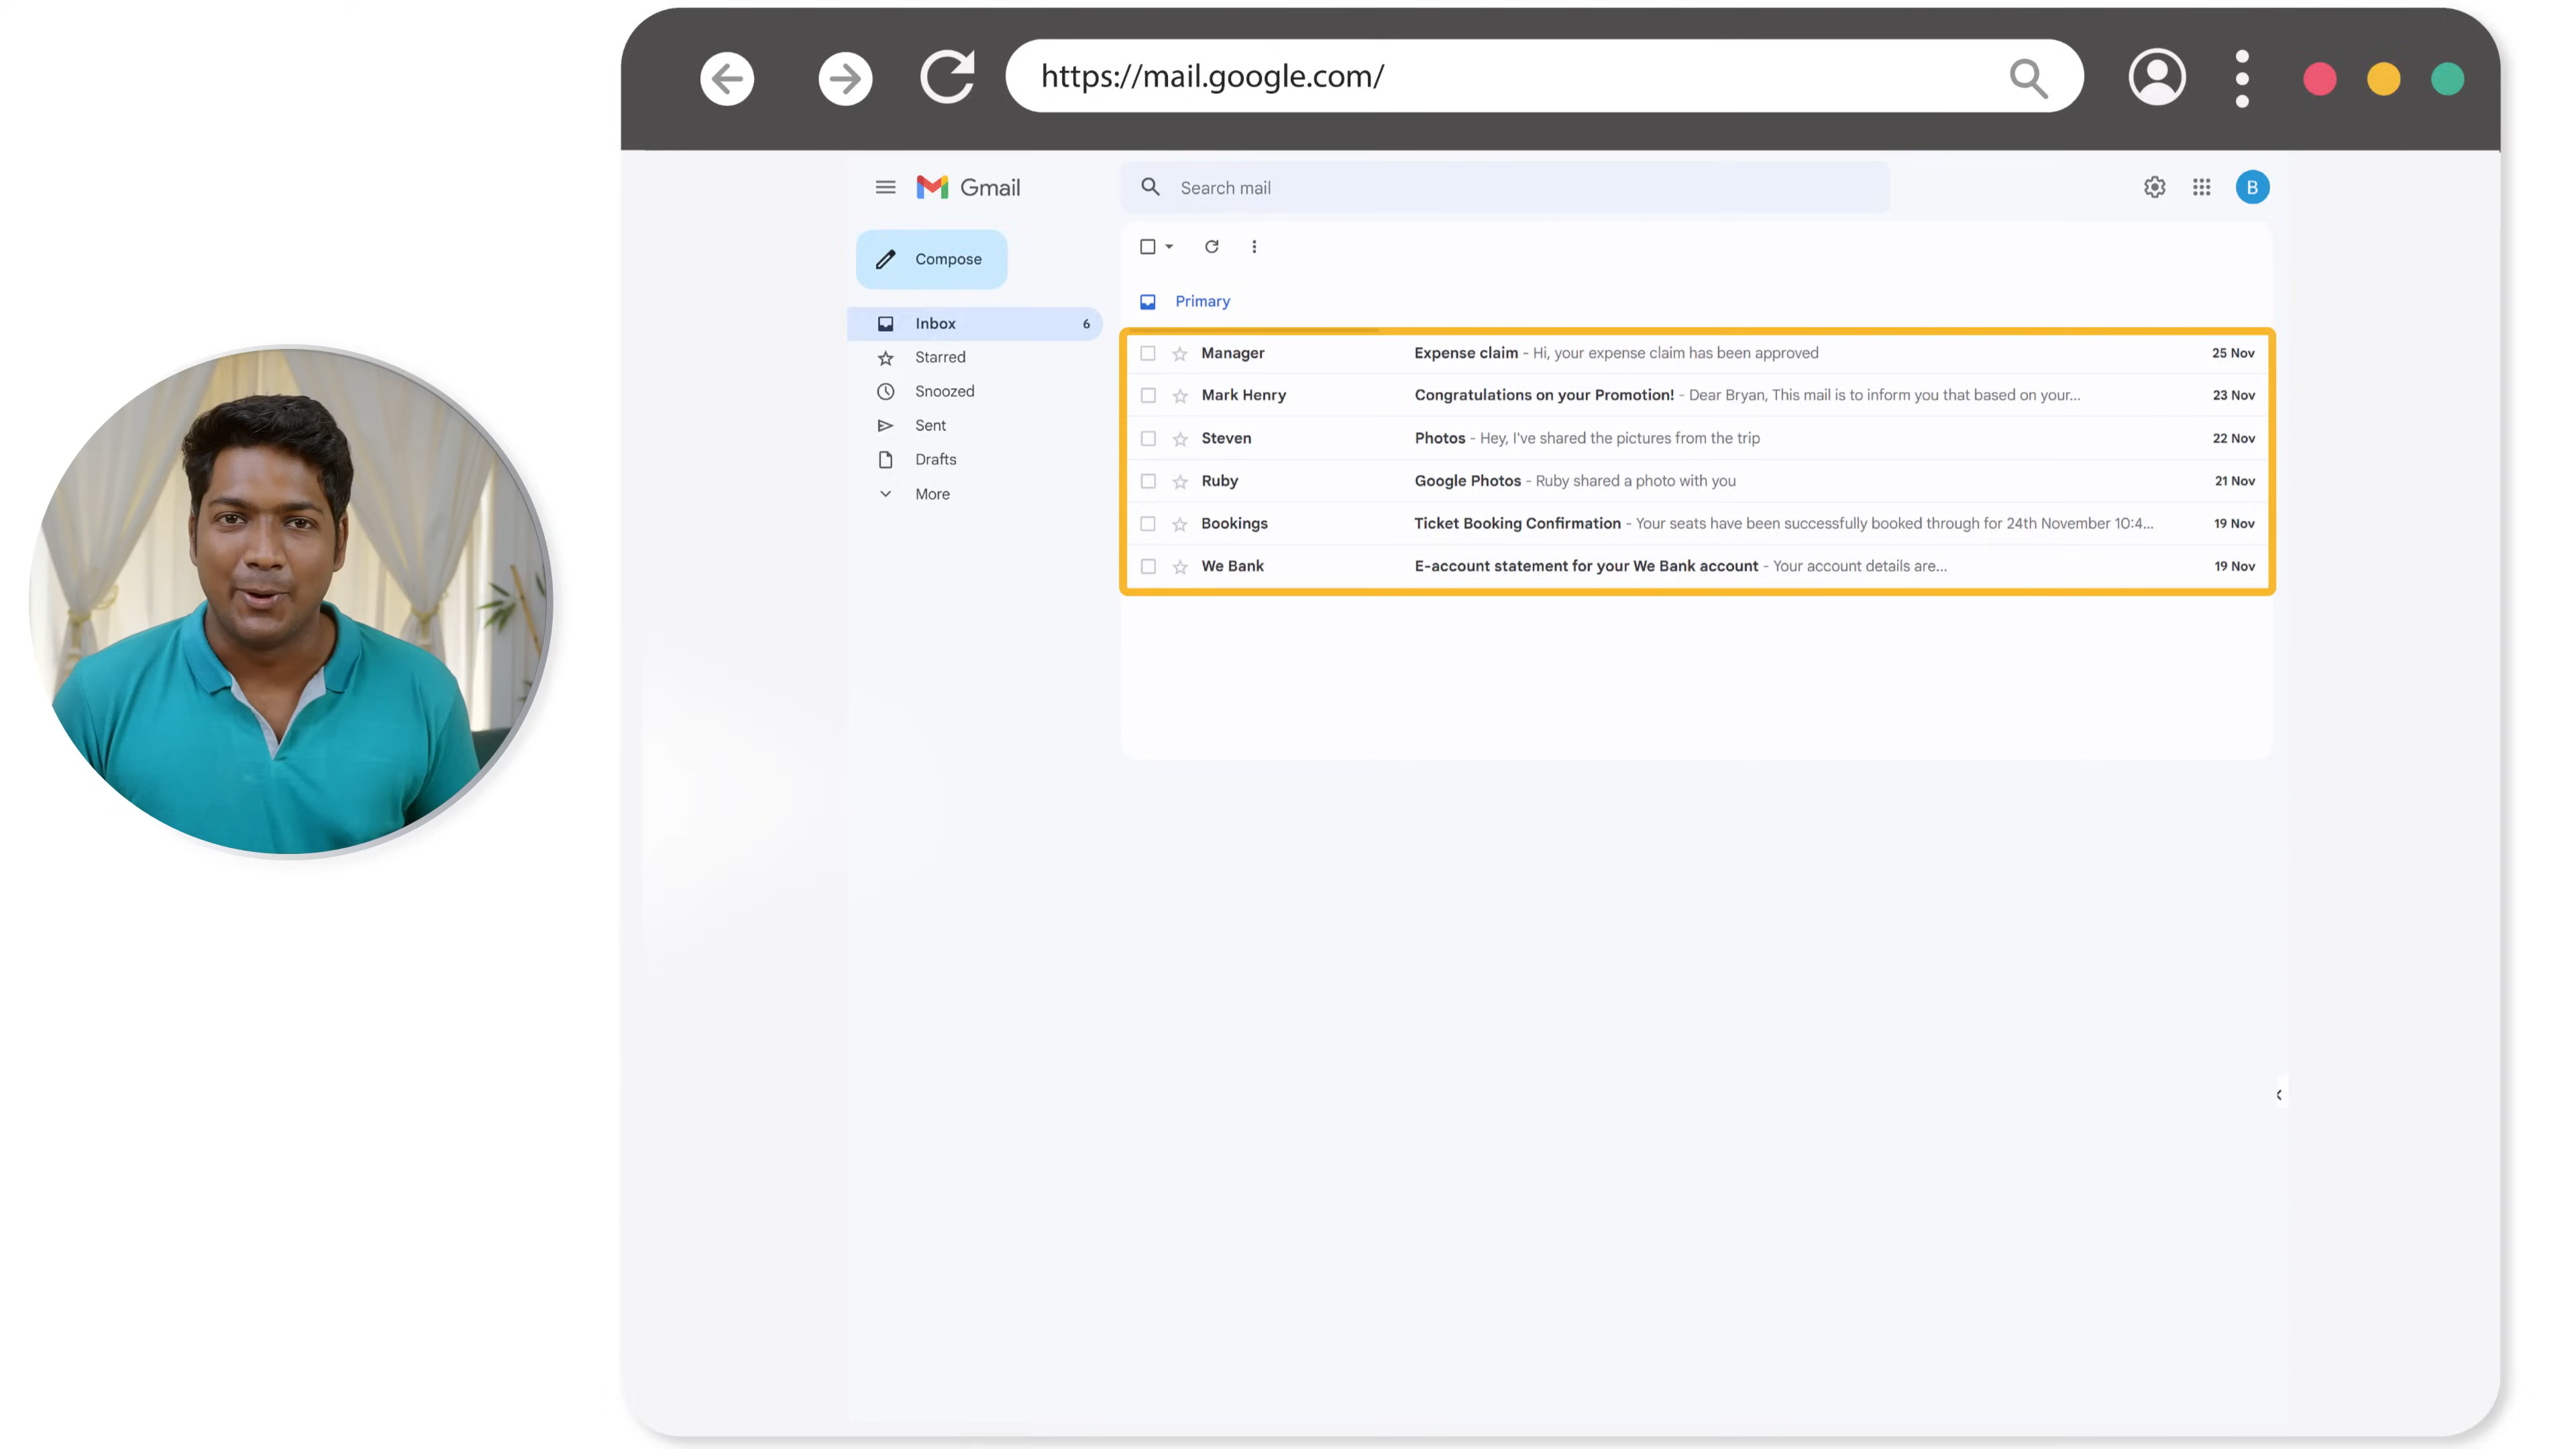 https://mail.google.com/
Gmail
Search mail
B
Compose
Primary
Inbox 6
Starred
Snoozed
Sent
Drafts
More
Manager Expense claim - Hi, your expense claim has been approved 25 Nov
Mark Henry Congratulations on your Promotion! - Dear Bryan, This mail is to inform you that based on your... 23 Nov
Steven Photos - Hey, I've shared the pictures from the trip 22 Nov
Ruby Google Photos - Ruby shared a photo with you 21 Nov
Bookings Ticket Booking Confirmation - Your seats have been successfully booked through for 24th November 10:4... 19 Nov
We Bank E-account statement for your We Bank account - Your account details are... 19 Nov